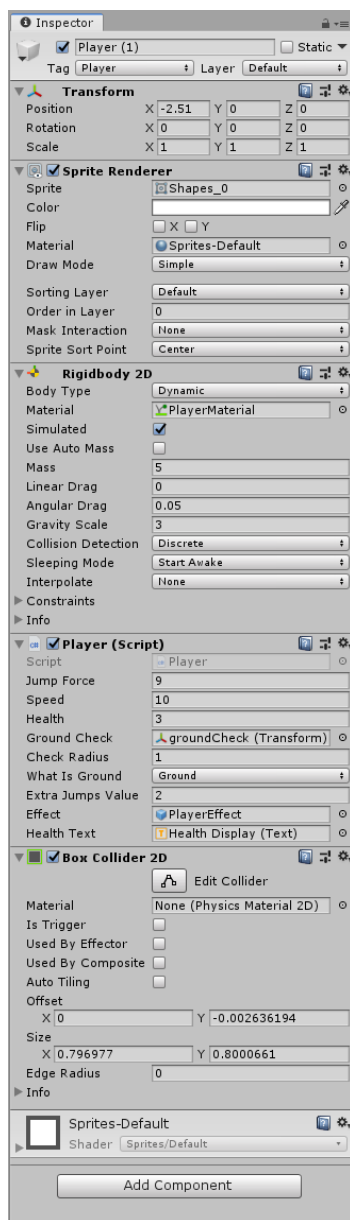 Inspector
Player (1) Static
Tag Player Layer Default
Transform
Position X -2.51 Y 0 Z 0
Rotation X 0 Y 0 Z 0
Scale X 1 Y 1 Z 1
Sprite Renderer
Sprite Shapes_0
Color
Flip X Y
Material Sprites-Default
Draw Mode Simple
Sorting Layer Default
Order in Layer 0
Mask Interaction None
Sprite Sort Point Center
Rigidbody 2D
Body Type Dynamic
Material PlayerMaterial
Simulated
Use Auto Mass
Mass 5
Linear Drag 0
Angular Drag 0.05
Gravity Scale 3
Collision Detection Discrete
Sleeping Mode Start Awake
Interpolate None
Constraints
Info
Player (Script)
Script Player
Jump Force 9
Speed 10
Health 3
Ground Check groundCheck (Transform)
Check Radius 1
What Is Ground Ground
Extra Jumps Value 2
Effect PlayerEffect
Health Text Health Display (Text)
Box Collider 2D
Edit Collider
Material None (Physics Material 2D)
Is Trigger
Used By Effector
Used By Composite
Auto Tiling
Offset
X 0 Y -0.002636194
Size
X 0.796977 Y 0.8000661
Edge Radius 0
Info
Sprites-Default
Shader Sprites/Default
Add Component